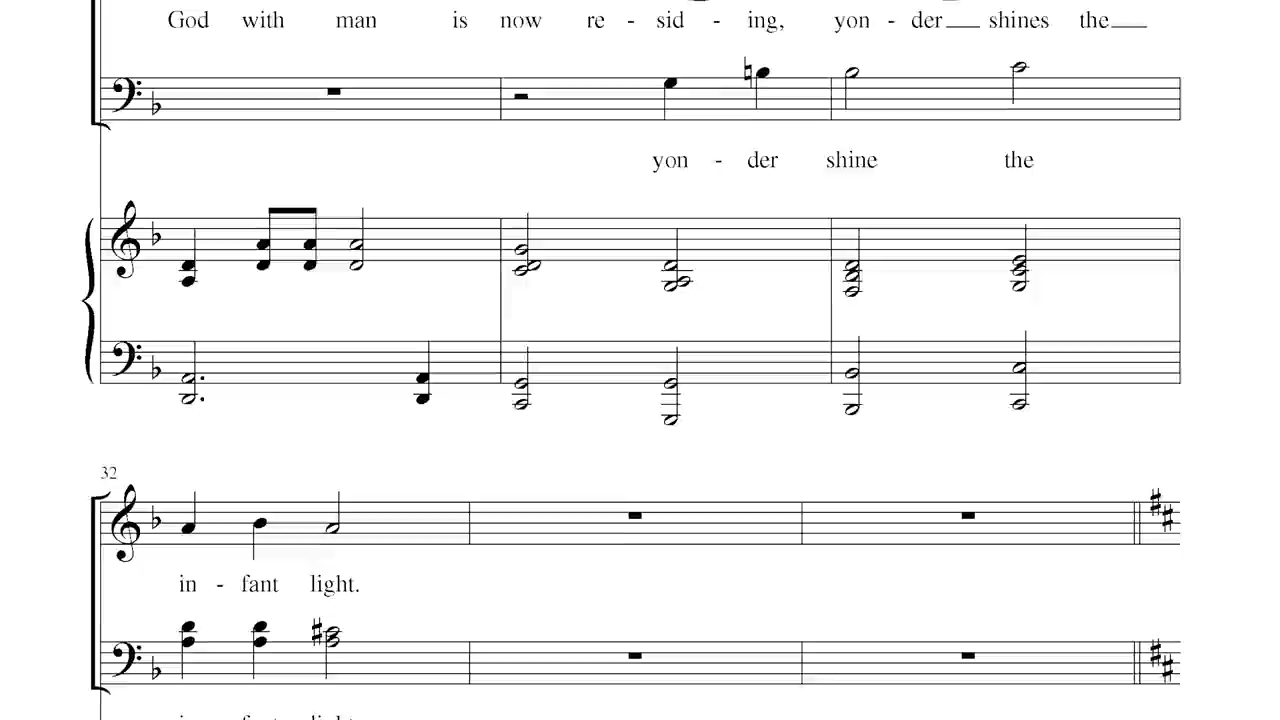 God with man is now re - sid - ing, yon - der shines the
yon - der shine the
32
in - fant light.